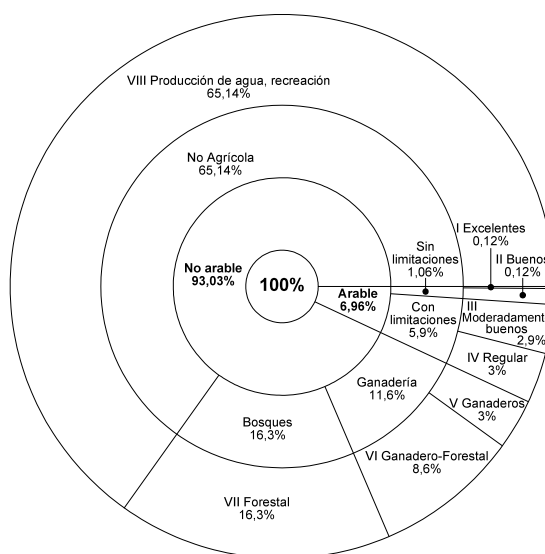 VIII Producción de agua, recreación
65,14%
No Agrícola
65,14%
No arable
93,03%
100%
Arable
6,96%
Sin
limitaciones
1,06%
Con
limitaciones
5,9%
I Excelentes
0,12%
II Buenos
0,12%
III
Moderadament
buenos
2,9%
IV Regular
3%
Ganadería
11,6%
V Ganaderos
3%
VI Ganadero-Forestal
8,6%
Bosques
16,3%
VII Forestal
16,3%